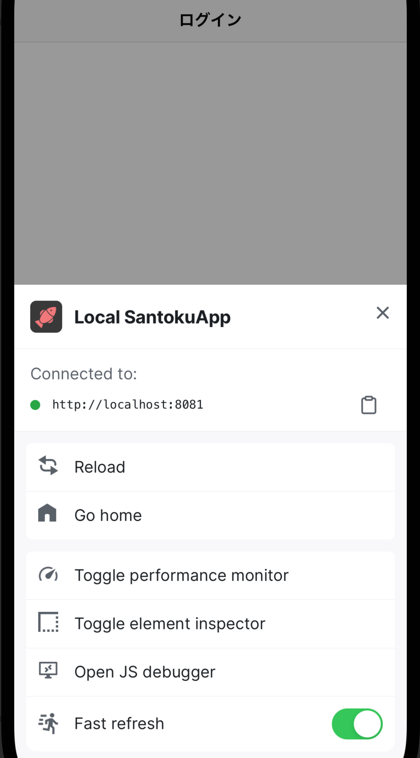 ログイン
Local SantokuApp
Connected to:
http://localhost:8081
Reload
Go home
Toggle performance monitor
Toggle element inspector
Open JS debugger
Fast refresh